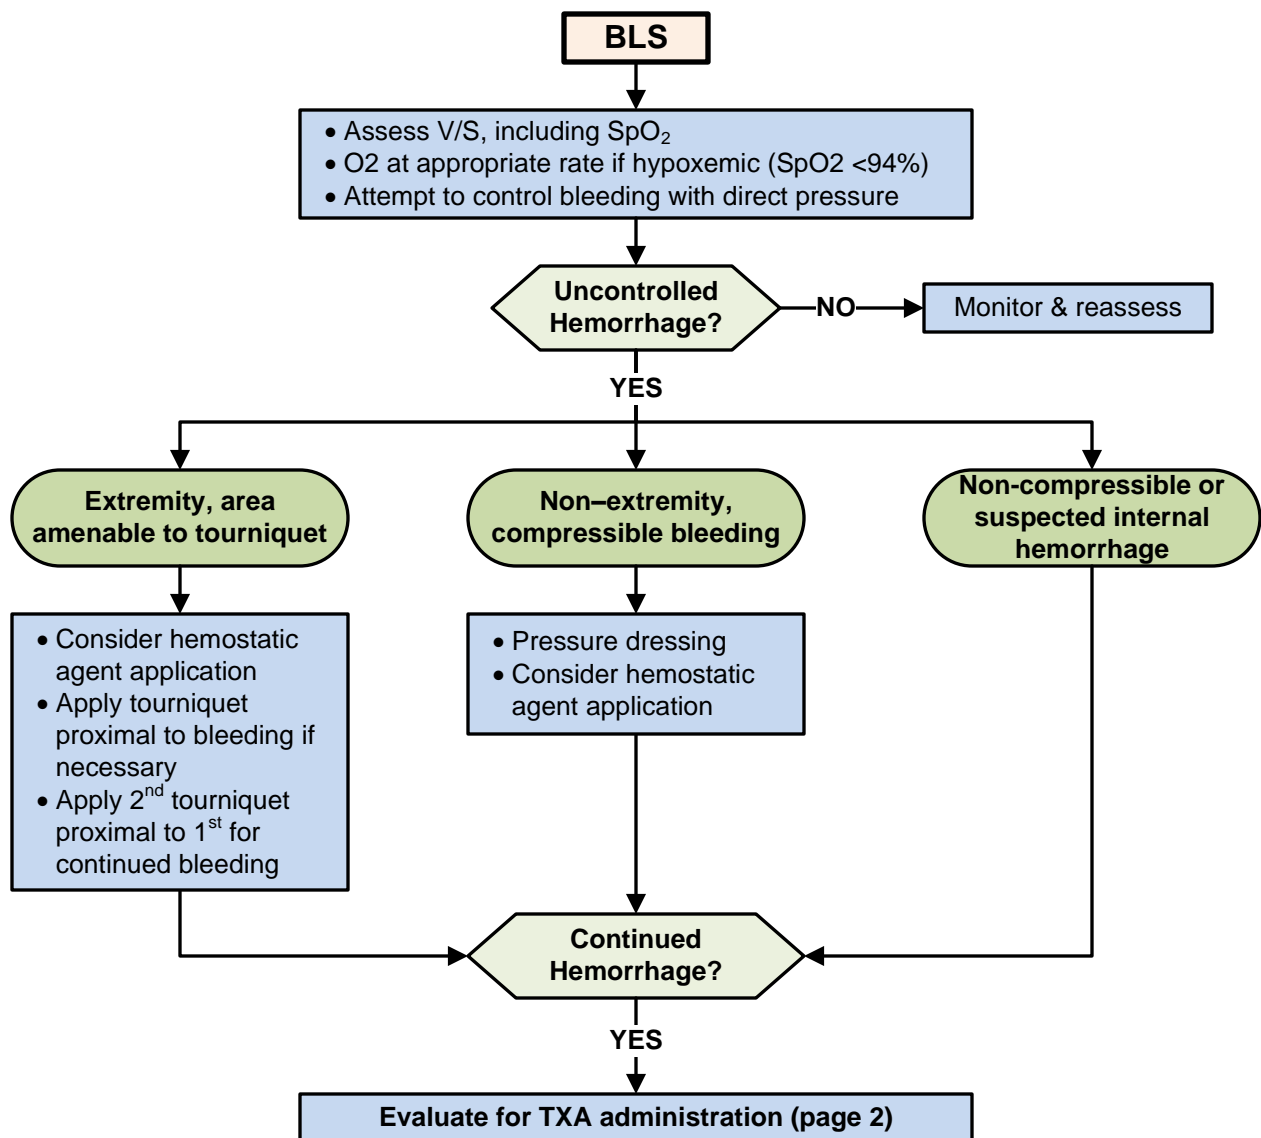 BLS
• Assess V/S, including SpO₂
• O2 at appropriate rate if hypoxemic (SpO2 <94%)
• Attempt to control bleeding with direct pressure
Uncontrolled
Hemorrhage?
NO
Monitor & reassess
YES
Extremity, area
amenable to tourniquet
Non–extremity,
compressible bleeding
Non-compressible or
suspected internal
hemorrhage
• Consider hemostatic
agent application
• Apply tourniquet
proximal to bleeding if
necessary
• Apply 2nd tourniquet
proximal to 1st for
continued bleeding
• Pressure dressing
• Consider hemostatic
agent application
Continued
Hemorrhage?
YES
Evaluate for TXA administration (page 2)